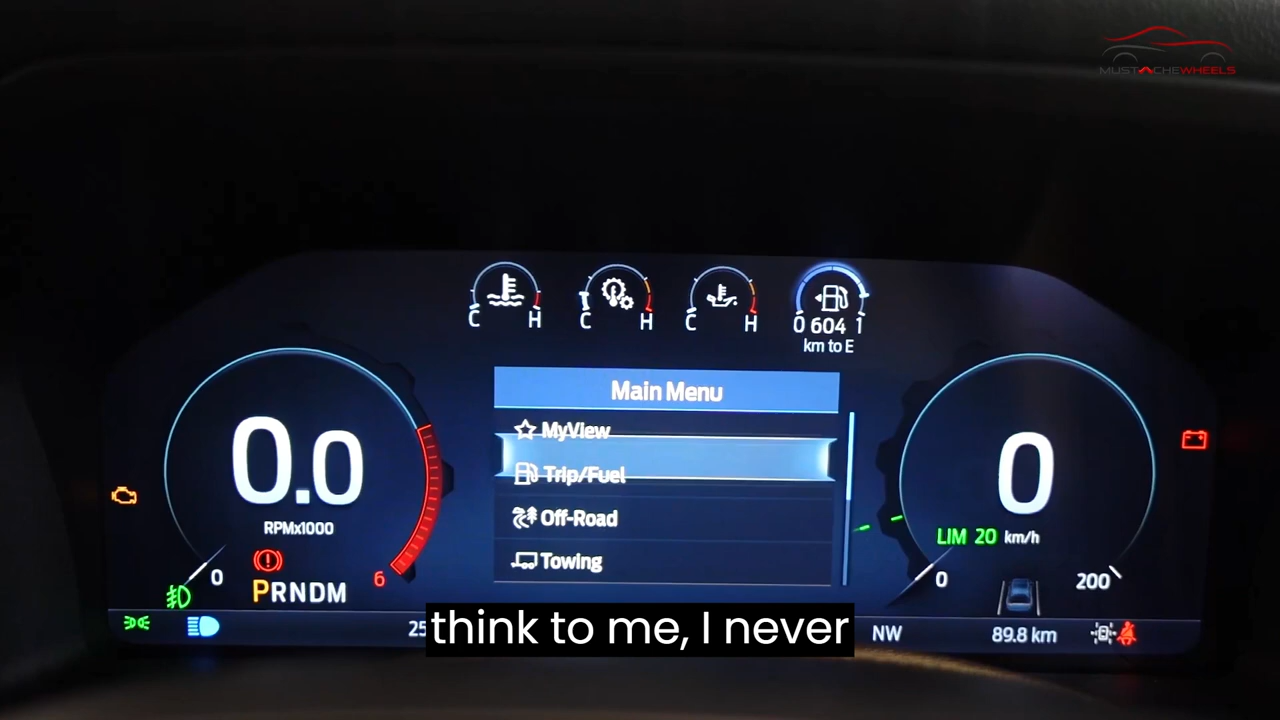 MUSTACHEWHEELS
C H
C H
C H
0 604 1
km to E
Main Menu
MyView
Trip/Fuel
Off-Road
Towing
0.0
RPMx1000
0
6
PRNDM
0
LIM 20 km/h
0
200
25
NW
89.8 km
think to me, I never